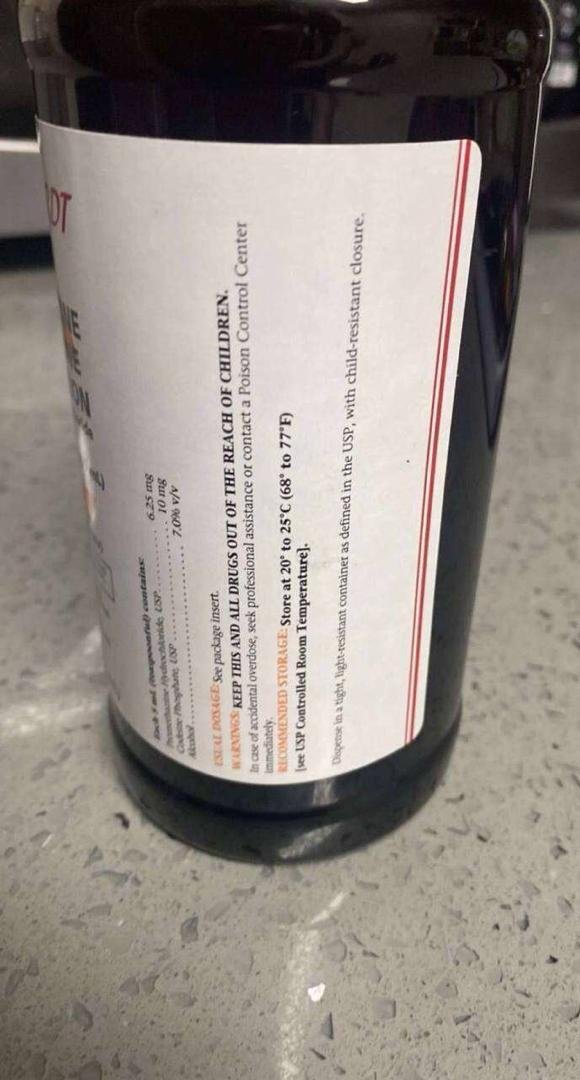 DT
NE
ON
Each 5 mL (teaspoonful) contains:
Promethazine Hydrochloride, USP............ 6.25 mg
Codeine Phosphate, USP.................... 10 mg
Alcohol................................ 7.0% v/v
USUAL DOSAGE: See package insert.
WARNINGS: KEEP THIS AND ALL DRUGS OUT OF THE REACH OF CHILDREN.
In case of accidental overdose, seek professional assistance or contact a Poison Control Center
immediately.
RECOMMENDED STORAGE: Store at 20° to 25°C (68° to 77°F)
[see USP Controlled Room Temperature].
Dispense in a tight, light-resistant container as defined in the USP, with child-resistant closure.